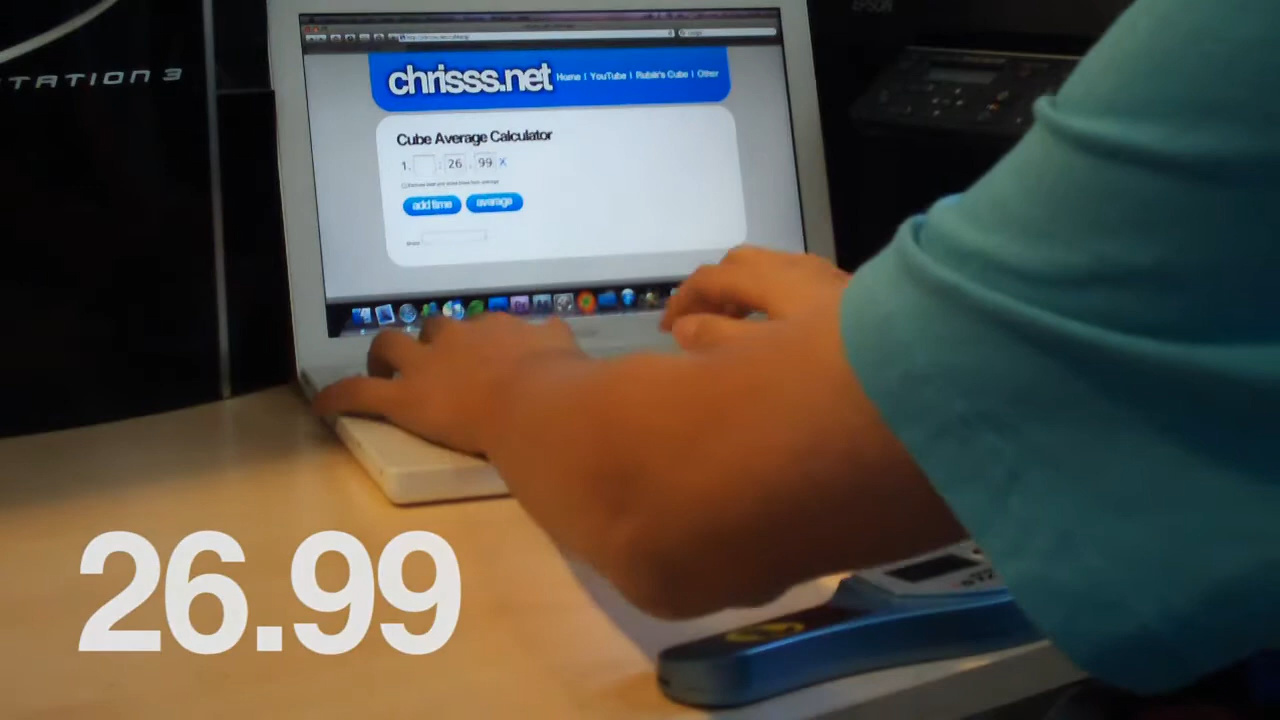 TATION 3
EPSON
chrisss.net
Home | YouTube | Rubik's Cube | Other
Cube Average Calculator
1. : 26 . 99 X
add time average
26.99